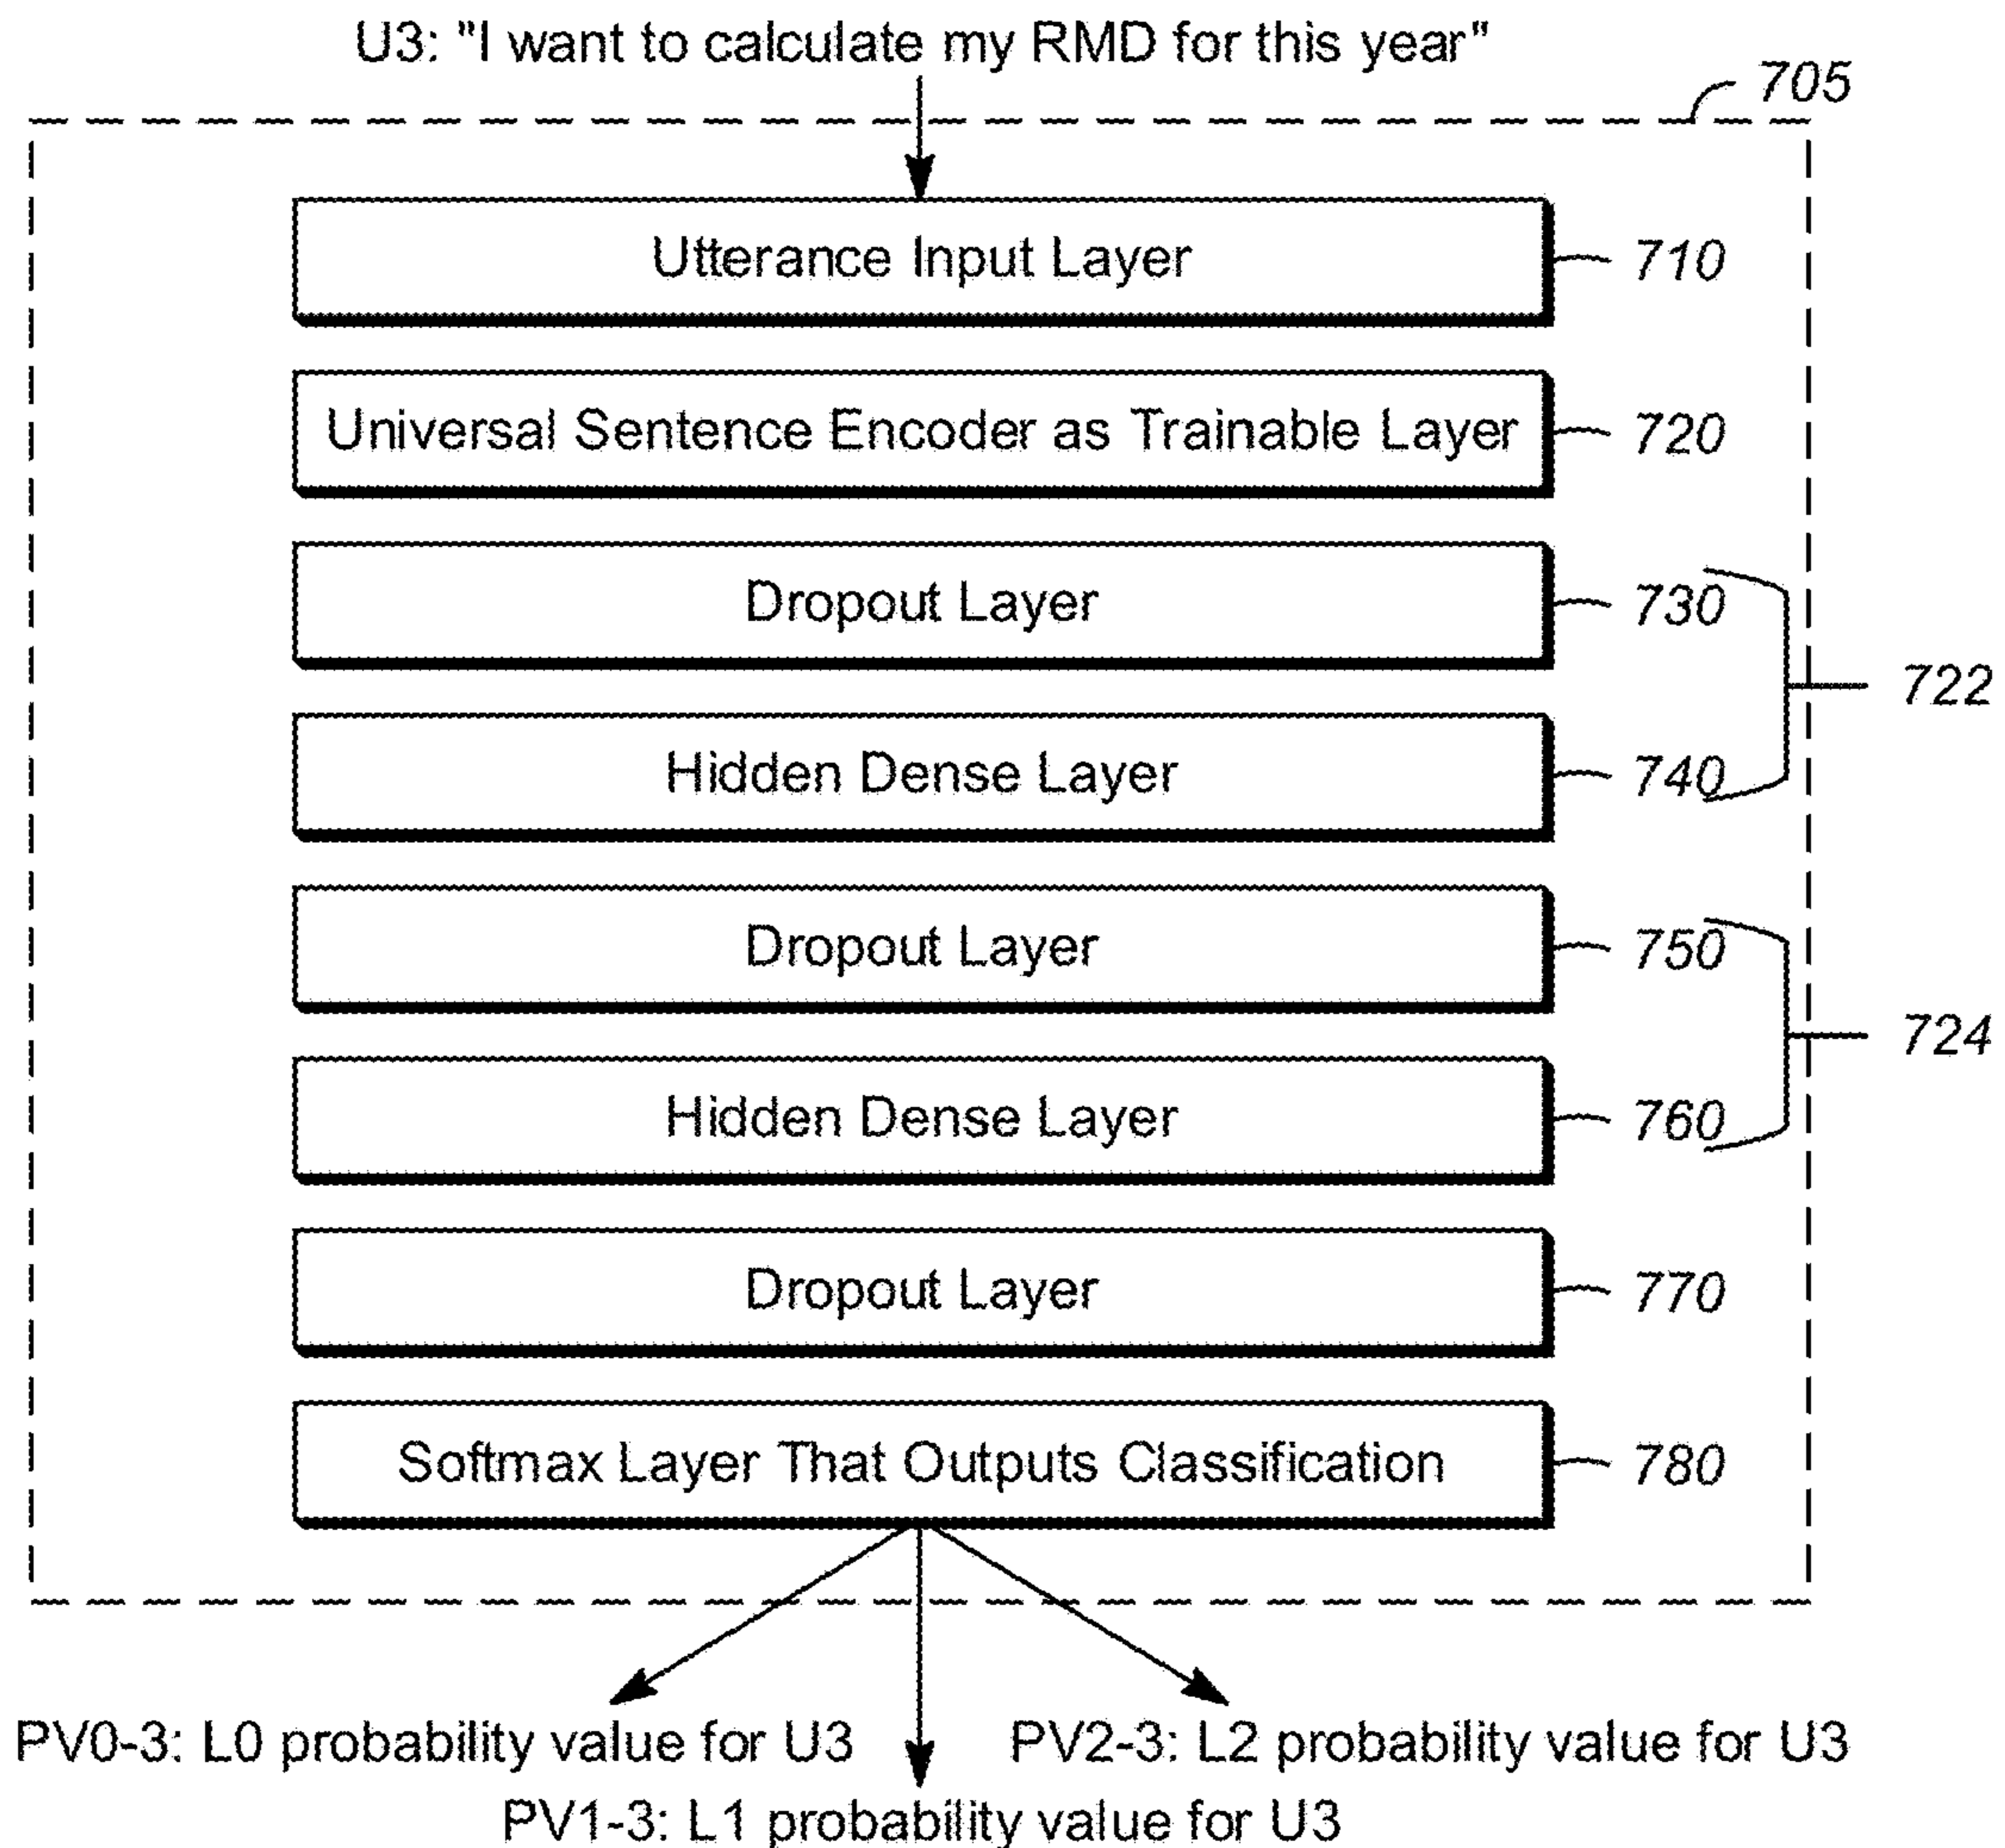 U3: "I want to calculate my RMD for this year"
705
Utterance Input Layer
710
Universal Sentence Encoder as Trainable Layer
720
Dropout Layer
730
722
Hidden Dense Layer
740
Dropout Layer
750
724
Hidden Dense Layer
760
Dropout Layer
770
Softmax Layer That Outputs Classification
780
PV0-3: L0 probability value for U3
PV2-3: L2 probability value for U3
PV1-3: L1 probability value for U3